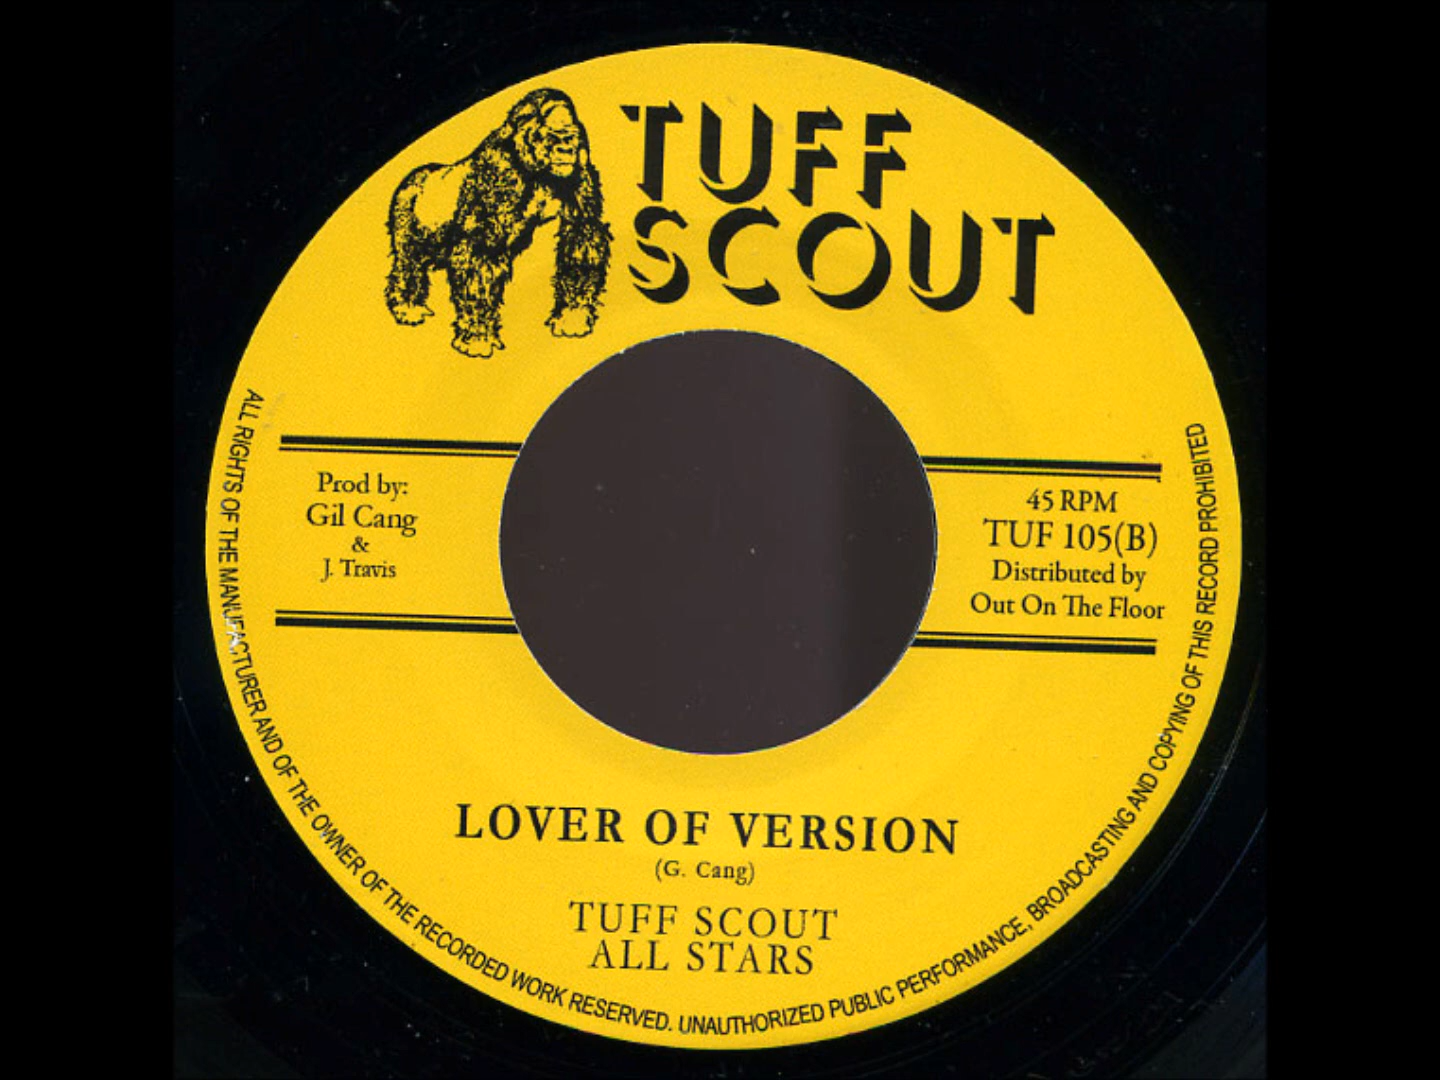 TUFF
SCOUT
Prod by:
Gil Cang
&
J. Travis
45 RPM
TUF 105(B)
Distributed by
Out On The Floor
LOVER OF VERSION
(G. Cang)
TUFF SCOUT
ALL STARS
ALL RIGHTS OF THE MANUFACTURER AND OF THE OWNER OF THE RECORDED WORK RESERVED. UNAUTHORIZED PUBLIC PERFORMANCE, BROADCASTING AND COPYING OF THIS RECORD PROHIBITED